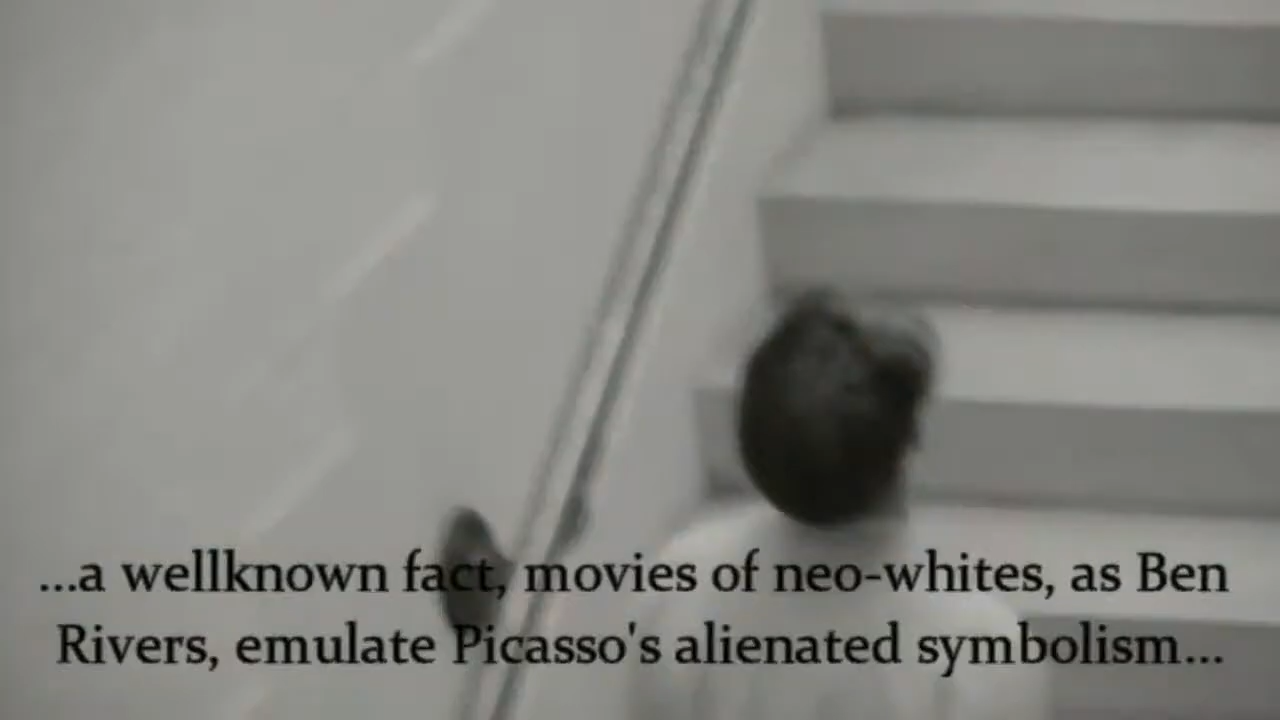 ...a wellknown fact, movies of neo-whites, as Ben
Rivers, emulate Picasso's alienated symbolism...